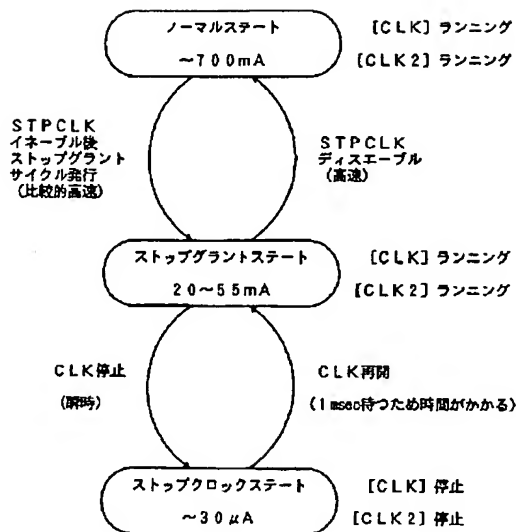 ノーマルステート
~700mA
[CLK] ランニング
[CLK2] ランニング
STPCLK
イネーブル後
ストップグラント
サイクル発行
(比較的高速)
STPCLK
ディスエーブル
(高速)
ストップグラントステート
20~55mA
[CLK] ランニング
[CLK2] ランニング
CLK停止
(瞬時)
CLK再開
(1msec待つため時間がかかる)
ストップクロックステート
~30μA
[CLK] 停止
[CLK2] 停止